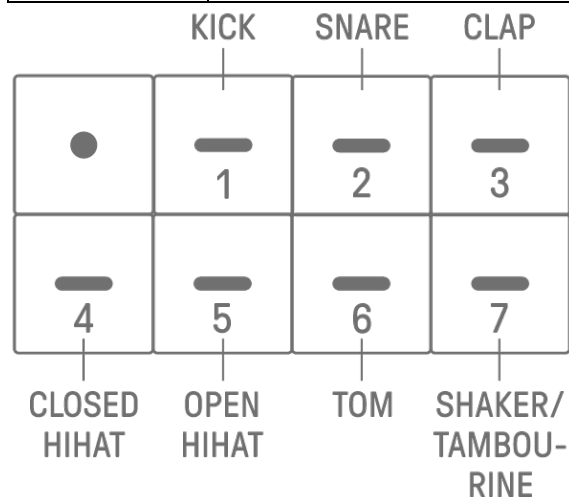 KICK SNARE CLAP
1 2 3
4 5 6 7
CLOSED OPEN TOM SHAKER/
HIHAT HIHAT TAMBOU-
RINE